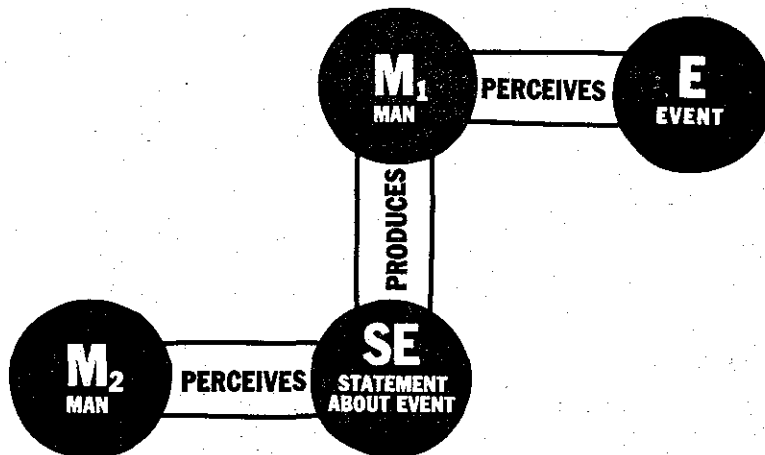 M1
MAN
PERCEIVES
E
EVENT
PRODUCES
M2
MAN
PERCEIVES
SE
STATEMENT
ABOUT EVENT